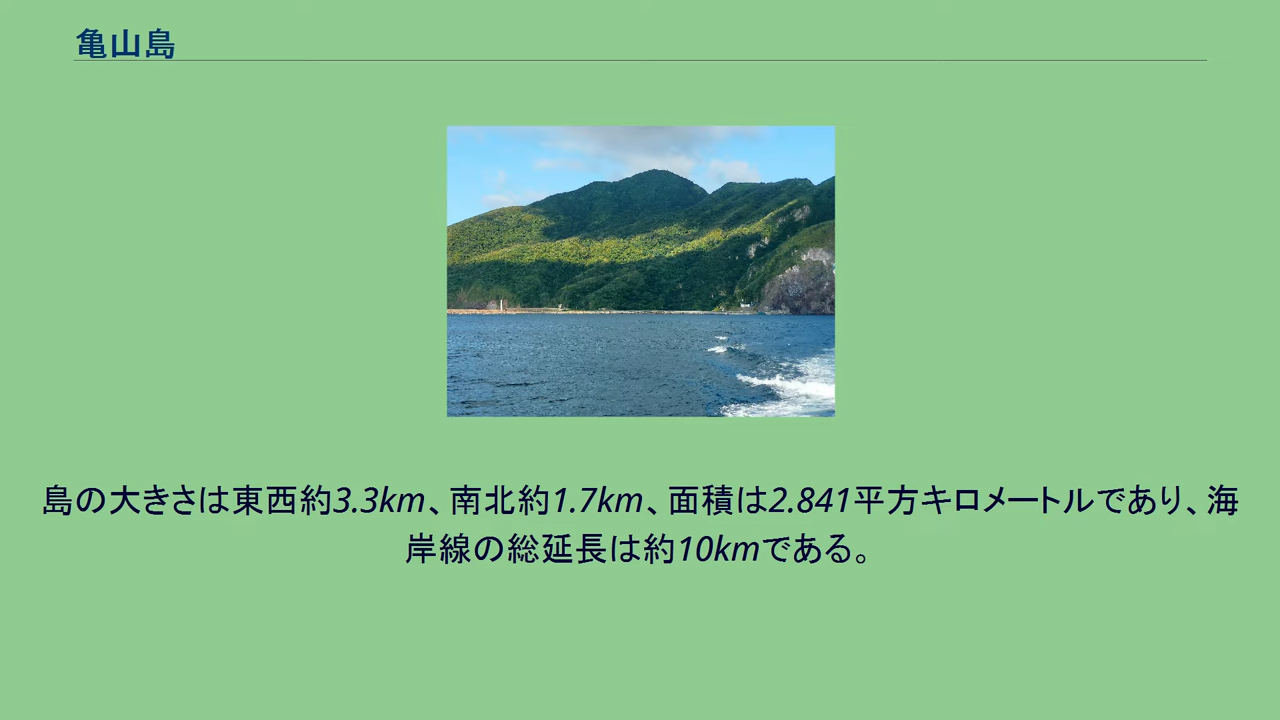 亀山島
島の大きさは東西約3.3km、南北約1.7km、面積は2.841平方キロメートルであり、海
岸線の総延長は約10kmである。